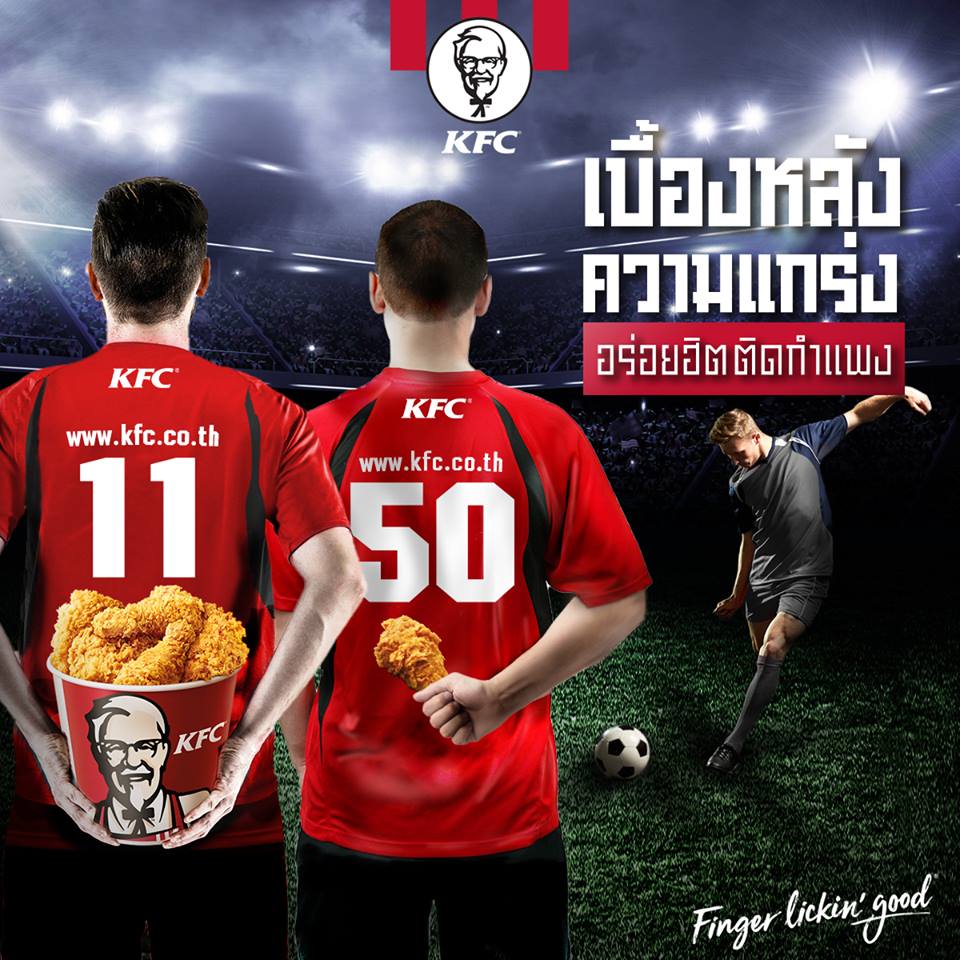 KFC
เบื้องหลัง
ความแกร่ง
อร่อยฮิตติดกำแพง
KFC
www.kfc.co.th
11
KFC
www.kfc.co.th
50
KFC
Finger lickin' good